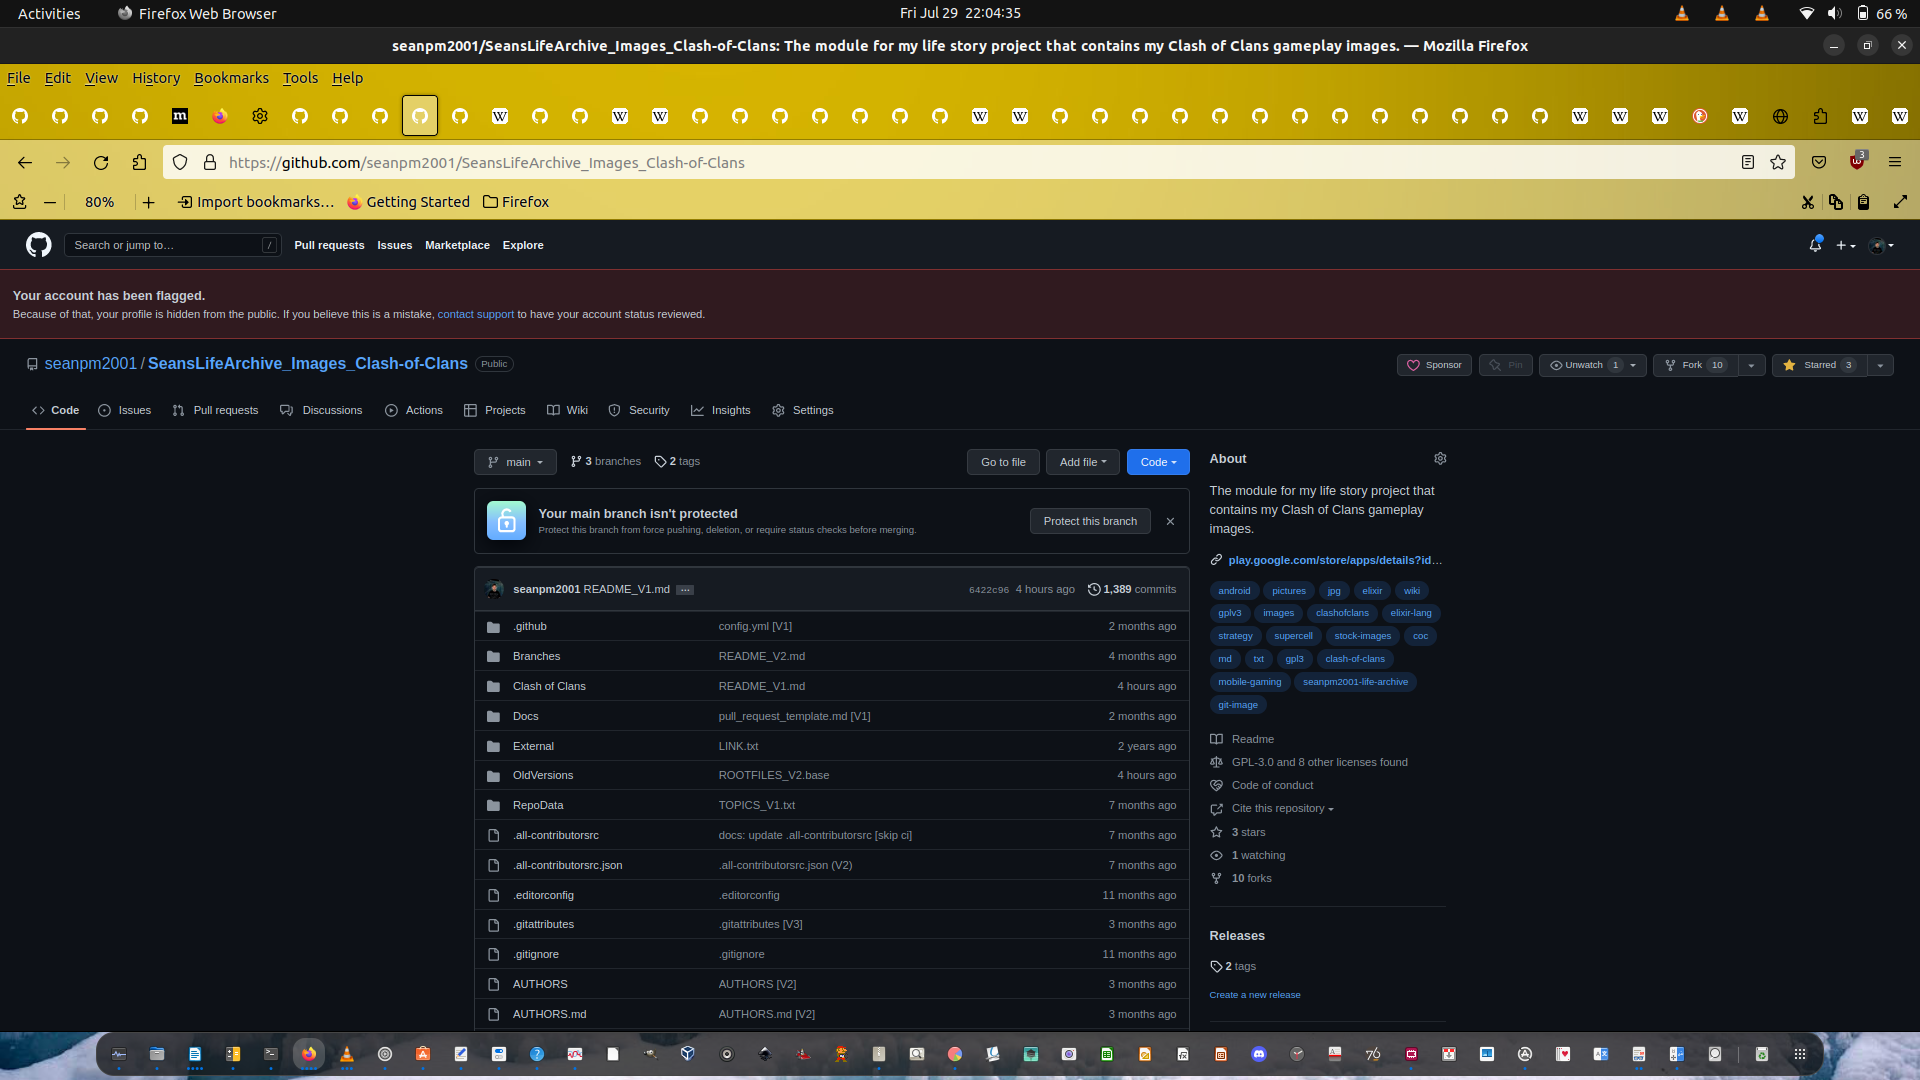 Activities
Firefox Web Browser
Fri Jul 29 22:04:35
66 %
seanpm2001/SeansLifeArchive_Images_Clash-of-Clans: The module for my life story project that contains my Clash of Clans gameplay images. — Mozilla Firefox
File Edit View History Bookmarks Tools Help
https://github.com/seanpm2001/SeansLifeArchive_Images_Clash-of-Clans
3
80%
Import bookmarks…
Getting Started
Firefox
Search or jump to…
/
Pull requests
Issues
Marketplace
Explore
Your account has been flagged.
Because of that, your profile is hidden from the public. If you believe this is a mistake, contact support to have your account status reviewed.
seanpm2001 / SeansLifeArchive_Images_Clash-of-Clans
Public
Sponsor
Pin
Unwatch 1
Fork 10
Starred 3
Code
Issues
Pull requests
Discussions
Actions
Projects
Wiki
Security
Insights
Settings
main
3 branches
2 tags
Go to file
Add file
Code
Your main branch isn't protected
Protect this branch from force pushing, deletion, or require status checks before merging.
Protect this branch
seanpm2001 README_V1.md ...
6422c96 4 hours ago
1,389 commits
.github config.yml [V1] 2 months ago
Branches README_V2.md 4 months ago
Clash of Clans README_V1.md 4 hours ago
Docs pull_request_template.md [V1] 2 months ago
External LINK.txt 2 years ago
OldVersions ROOTFILES_V2.base 4 hours ago
RepoData TOPICS_V1.txt 7 months ago
.all-contributorsrc docs: update .all-contributorsrc [skip ci] 7 months ago
.all-contributorsrc.json .all-contributorsrc.json (V2) 7 months ago
.editorconfig .editorconfig 11 months ago
.gitattributes .gitattributes [V3] 3 months ago
.gitignore .gitignore 11 months ago
AUTHORS AUTHORS [V2] 3 months ago
AUTHORS.md AUTHORS.md [V2] 3 months ago
About
The module for my life story project that
contains my Clash of Clans gameplay
images.
play.google.com/store/apps/details?id…
android pictures jpg elixir wiki
gplv3 images clashofclans elixir-lang
strategy supercell stock-images coc
md txt gpl3 clash-of-clans
mobile-gaming seanpm2001-life-archive
git-image
Readme
GPL-3.0 and 8 other licenses found
Code of conduct
Cite this repository
3 stars
1 watching
10 forks
Releases
2 tags
Create a new release